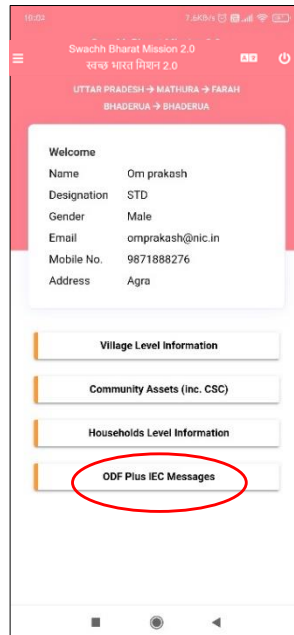 10:03 7.6KB/s
Swachh Bharat Mission 2.0
स्वच्छ भारत मिशन 2.0
UTTAR PRADESH → MATHURA → FARAH
BHADERUA → BHADERUA
Welcome
Name Om prakash
Designation STD
Gender Male
Email omprakash@nic.in
Mobile No. 9871888276
Address Agra
Village Level Information
Community Assets (inc. CSC)
Households Level Information
ODF Plus IEC Messages